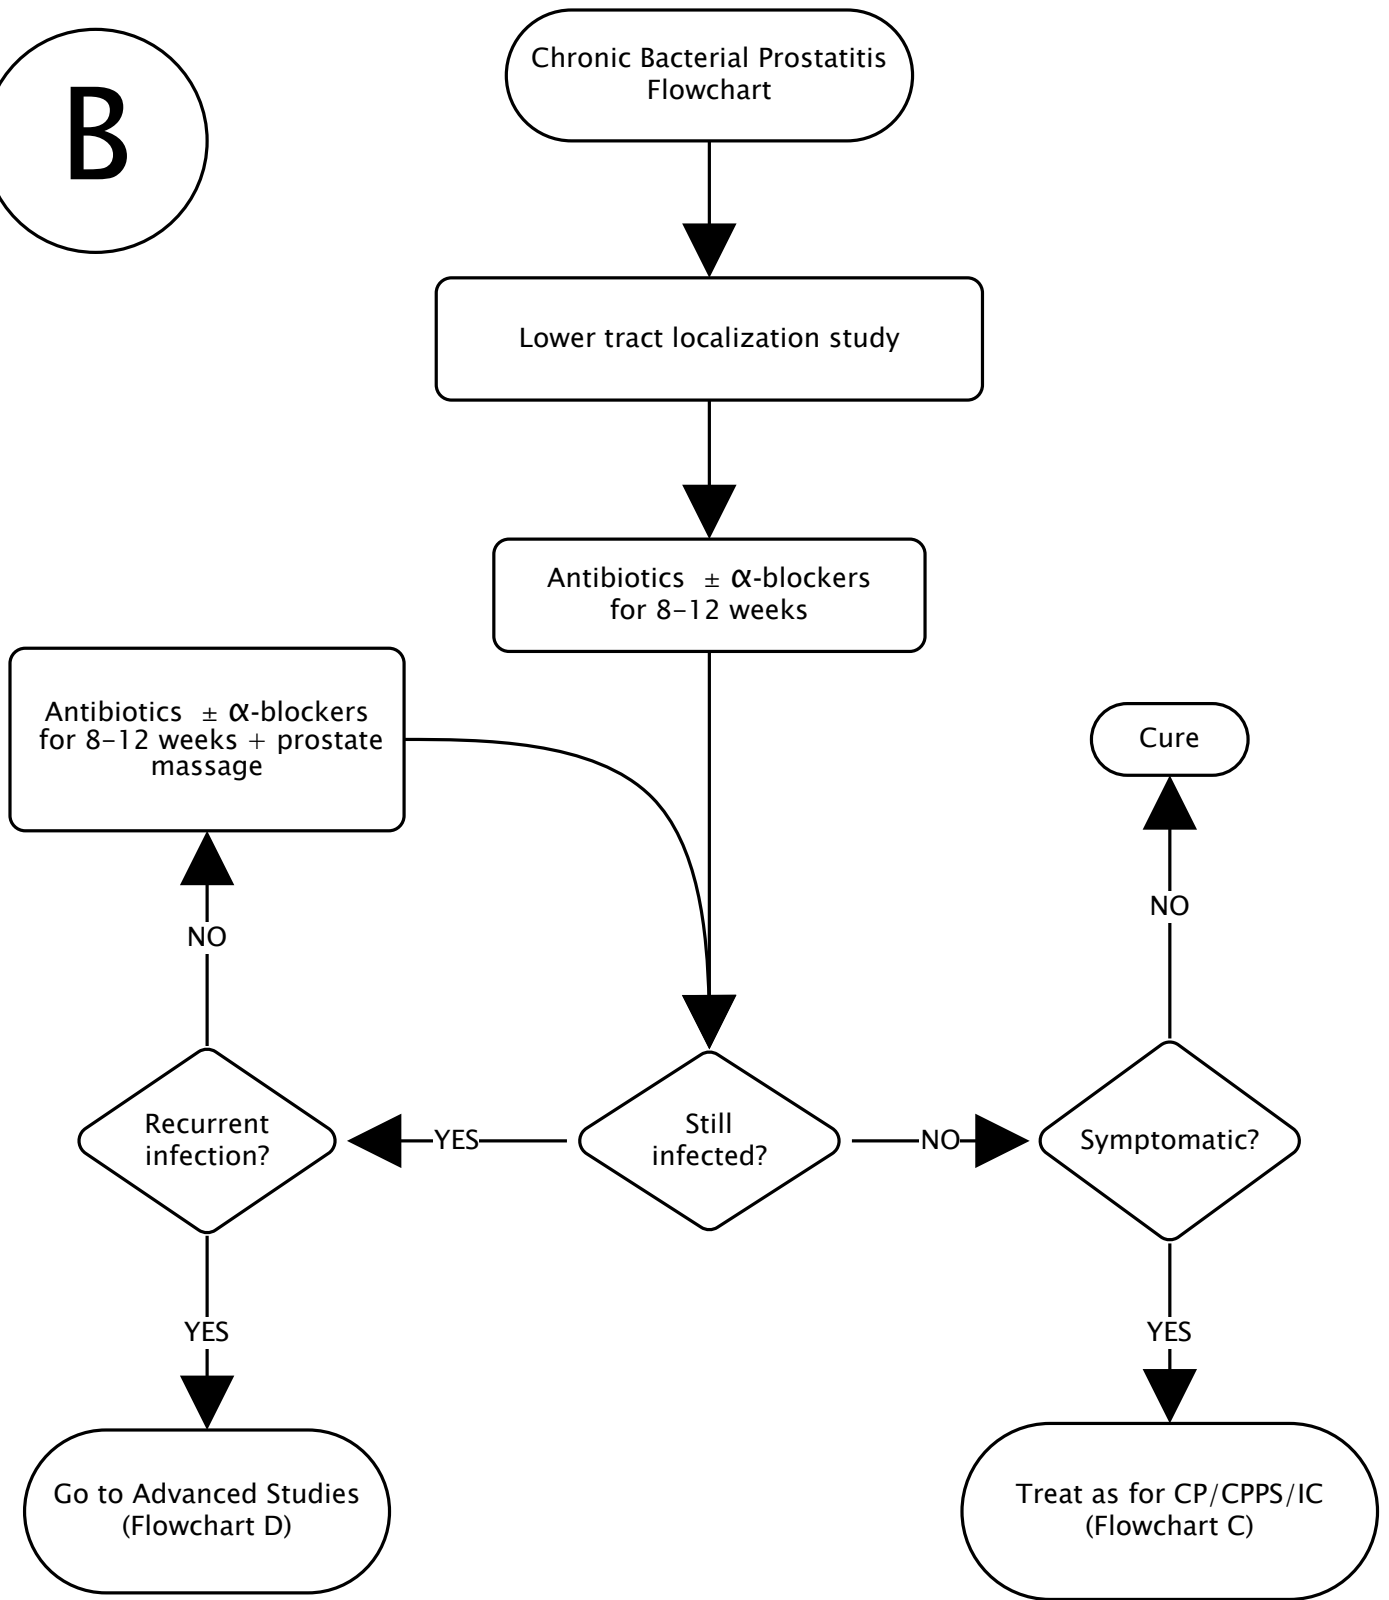 B
Chronic Bacterial Prostatitis
Flowchart
Lower tract localization study
Antibiotics ± α-blockers
for 8–12 weeks
Antibiotics ± α-blockers
for 8–12 weeks + prostate
massage
Cure
NO
NO
Recurrent
infection?
YES
Still
infected?
NO
Symptomatic?
YES
YES
Go to Advanced Studies
(Flowchart D)
Treat as for CP/CPPS/IC
(Flowchart C)